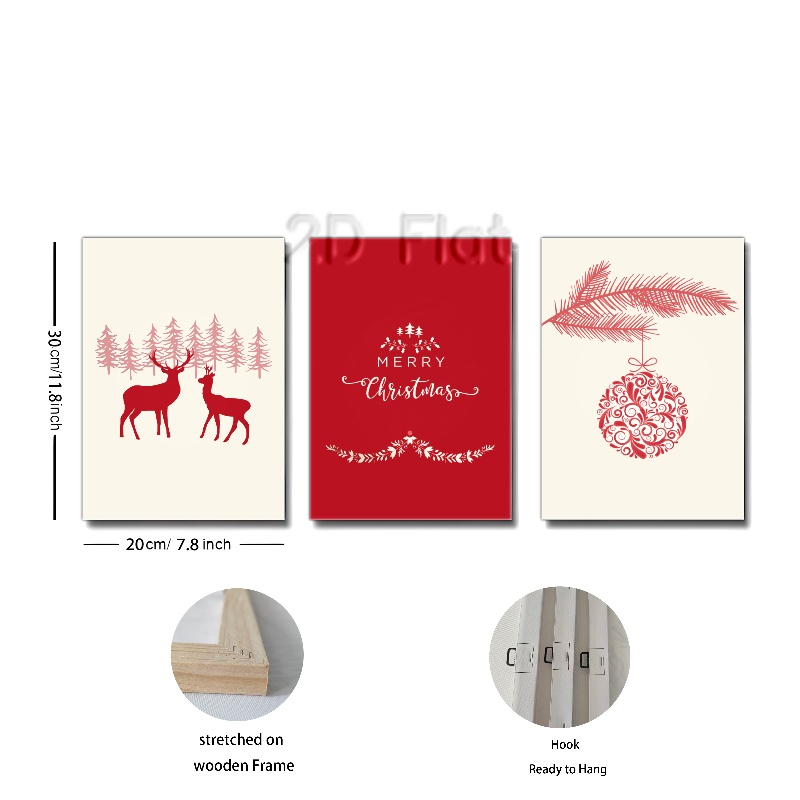 2D Flat
30cm/11.8inch
MERRY
Christmas
20cm/ 7.8 inch
stretched on
wooden Frame
Hook
Ready to Hang